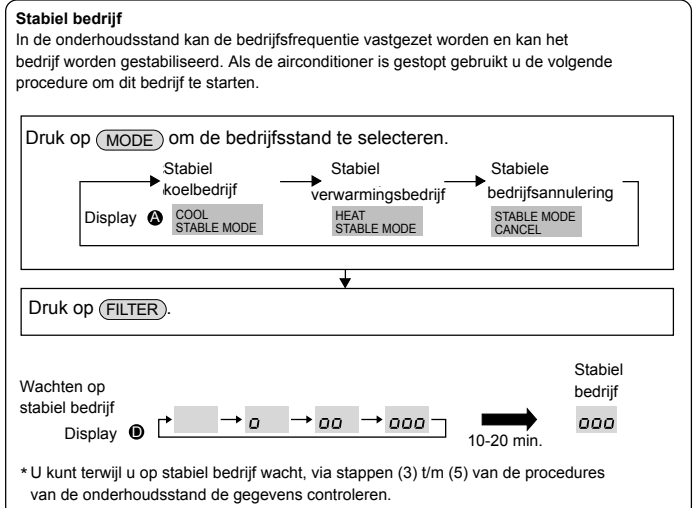 Stabiel bedrijf
In de onderhoudsstand kan de bedrijfsfrequentie vastgezet worden en kan het
bedrijf worden gestabiliseerd. Als de airconditioner is gestopt gebruikt u de volgende
procedure om dit bedrijf te starten.
Druk op MODE om de bedrijfsstand te selecteren.
Stabiel koelbedrijf
Stabiel verwarmingsbedrijf
Stabiele bedrijfsannulering
Display A
COOL
STABLE MODE
HEAT
STABLE MODE
STABLE MODE
CANCEL
Druk op FILTER.
Wachten op
stabiel bedrijf
Display D
o
oo
ooo
10-20 min.
Stabiel
bedrijf
ooo
* U kunt terwijl u op stabiel bedrijf wacht, via stappen (3) t/m (5) van de procedures
van de onderhoudsstand de gegevens controleren.